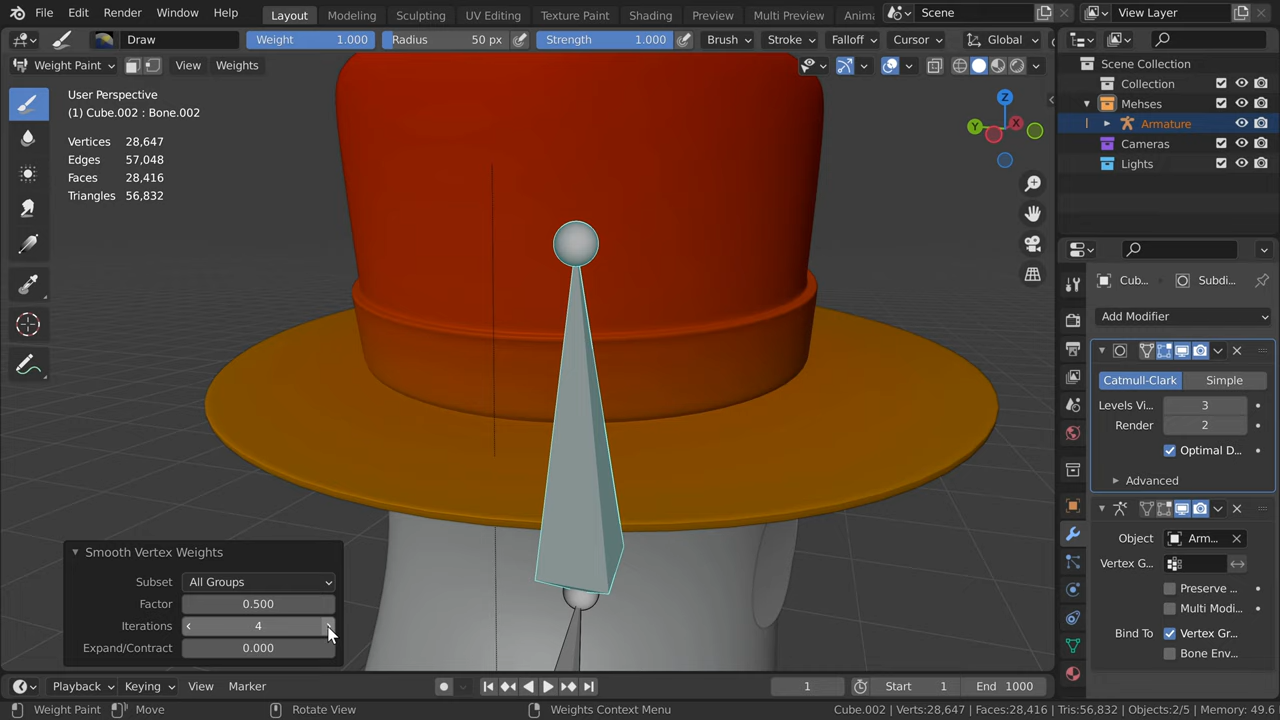 File Edit Render Window Help Layout Modeling Sculpting UV Editing Texture Paint Shading Preview Multi Preview Anima Scene View Layer
Draw Weight 1.000 Radius 50 px Strength 1.000 Brush Stroke Falloff Cursor Global
Weight Paint View Weights
User Perspective
(1) Cube.002 : Bone.002
Vertices 28,647
Edges 57,048
Faces 28,416
Triangles 56,832
Z
Y
X
Scene Collection
Collection
Mehses
Armature
Cameras
Lights
Cub... Subdi...
Add Modifier
Catmull-Clark Simple
Levels Vi... 3
Render 2
Optimal D...
Advanced
Object Arm...
Vertex G...
Preserve ...
Multi Modi...
Bind To Vertex Gr...
Bone Env...
Smooth Vertex Weights
Subset All Groups
Factor 0.500
Iterations 4
Expand/Contract 0.000
Playback Keying View Marker 1 Start 1 End 1000
Weight Paint Move Rotate View Weights Context Menu Cube.002 | Verts:28,647 | Faces:28,416 | Tris:56,832 | Objects:2/5 | Memory: 49.6